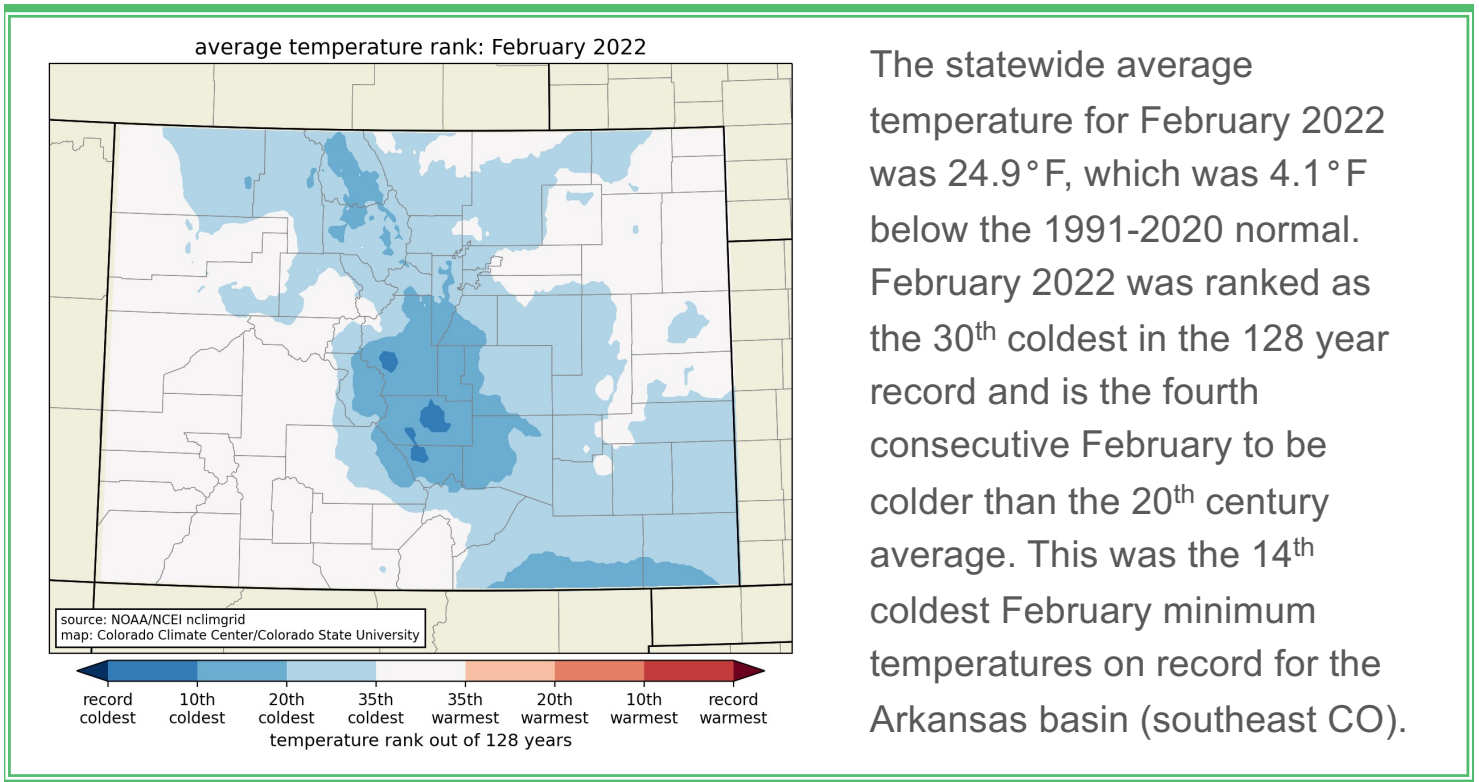 average temperature rank: February 2022
source: NOAA/NCEI nclimgrid
map: Colorado Climate Center/Colorado State University
record coldest
10th coldest
20th coldest
35th coldest
35th warmest
20th warmest
10th warmest
record warmest
temperature rank out of 128 years
The statewide average
temperature for February 2022
was 24.9°F, which was 4.1°F
below the 1991-2020 normal.
February 2022 was ranked as
the 30th coldest in the 128 year
record and is the fourth
consecutive February to be
colder than the 20th century
average. This was the 14th
coldest February minimum
temperatures on record for the
Arkansas basin (southeast CO).